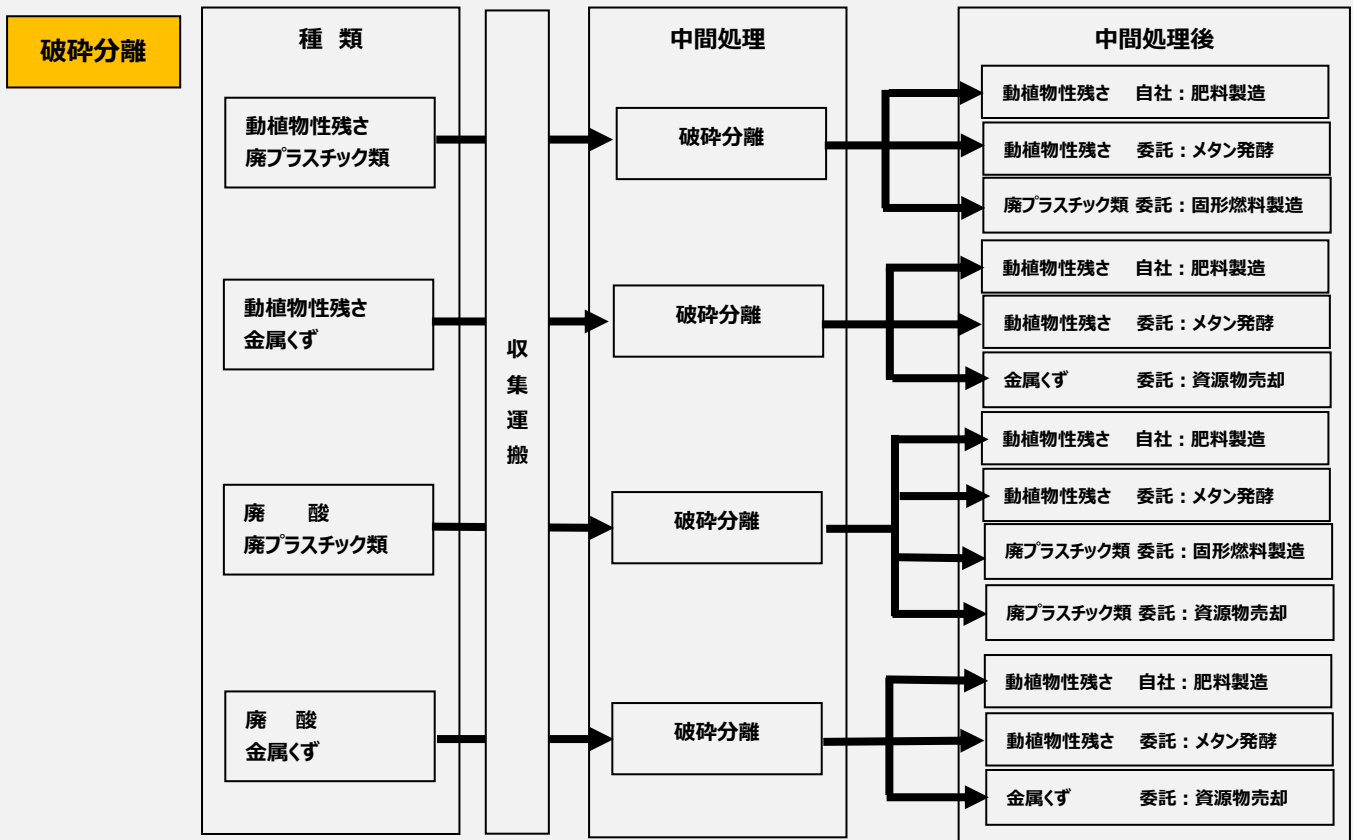 破砕分離
種 類
収集運搬
中間処理
中間処理後
動植物性残さ
廃プラスチック類
破砕分離
動植物性残さ 自社：肥料製造
動植物性残さ 委託：メタン発酵
廃プラスチック類 委託：固形燃料製造
動植物性残さ
金属くず
破砕分離
動植物性残さ 自社：肥料製造
動植物性残さ 委託：メタン発酵
金属くず 委託：資源物売却
廃 酸
廃プラスチック類
破砕分離
動植物性残さ 自社：肥料製造
動植物性残さ 委託：メタン発酵
廃プラスチック類 委託：固形燃料製造
廃プラスチック類 委託：資源物売却
廃 酸
金属くず
破砕分離
動植物性残さ 自社：肥料製造
動植物性残さ 委託：メタン発酵
金属くず 委託：資源物売却